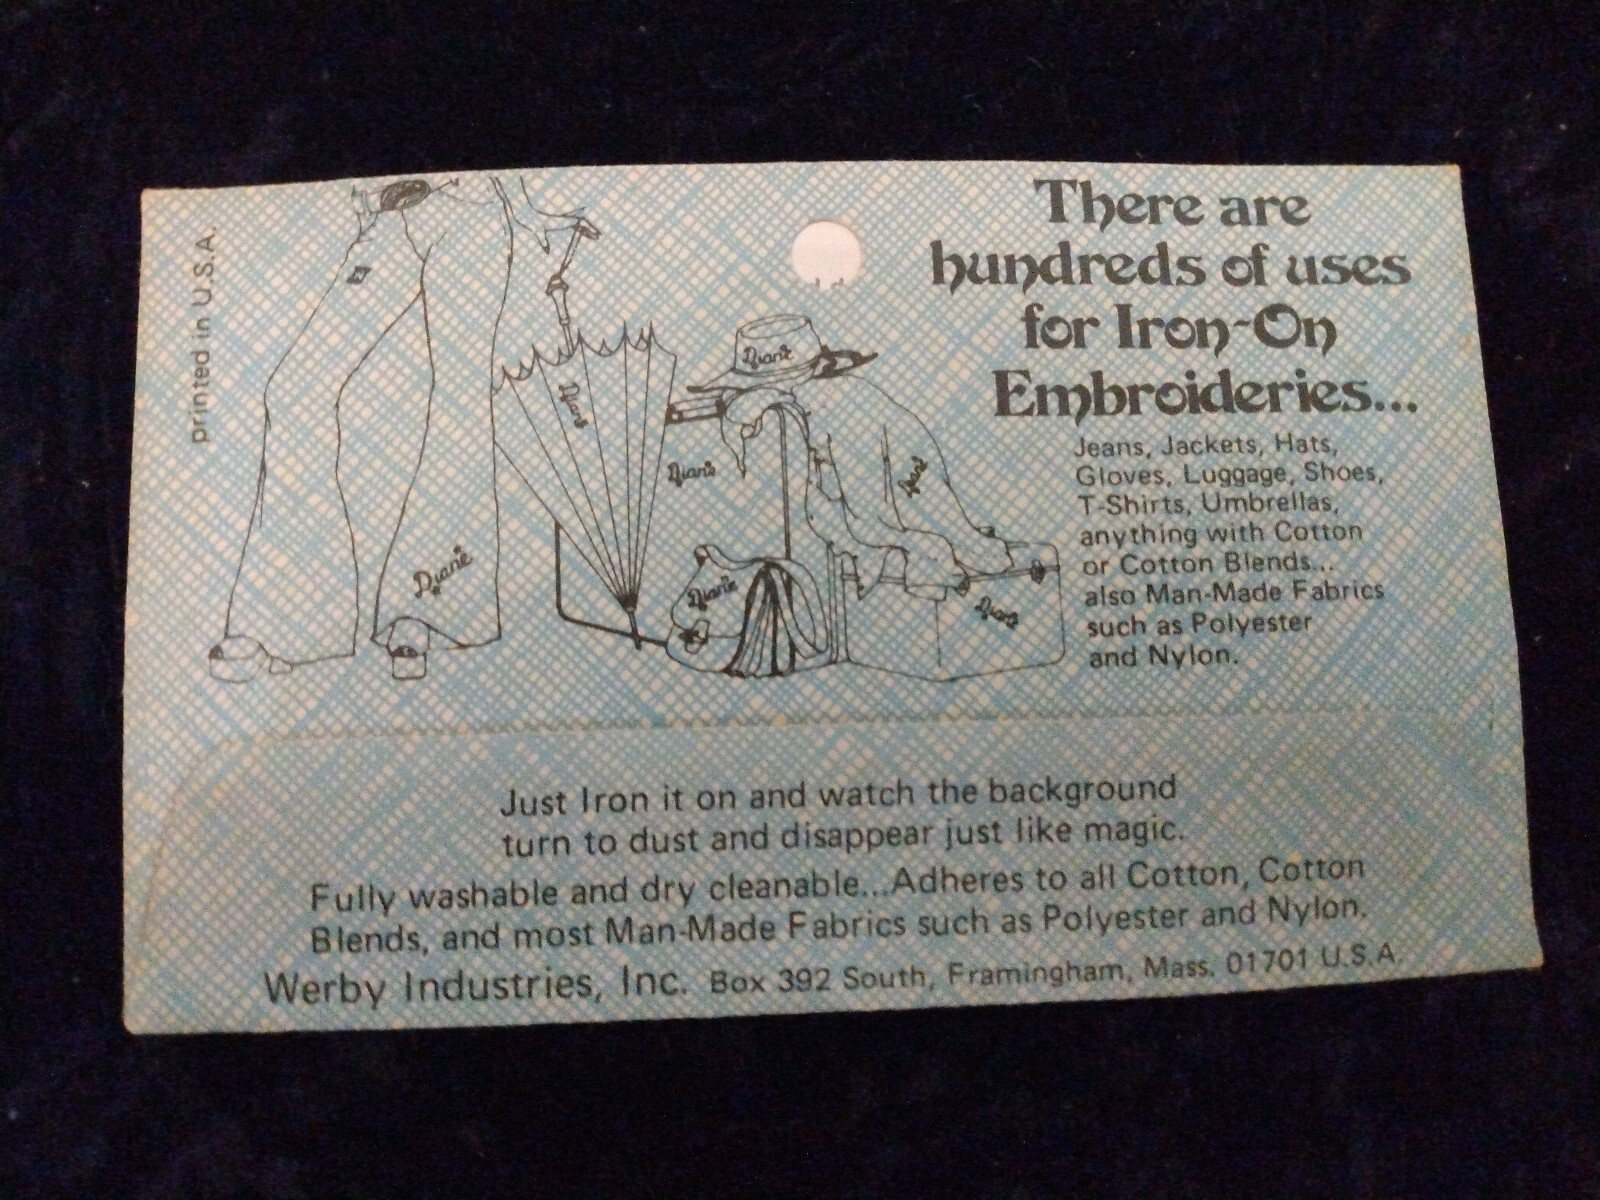 printed in U.S.A.
There are
hundreds of uses
for Iron-On
Embroideries...
Jeans, Jackets, Hats,
Gloves, Luggage, Shoes,
T-Shirts, Umbrellas,
anything with Cotton
or Cotton Blends...
also Man-Made Fabrics
such as Polyester
and Nylon.
Diane
Diane
Diane
Diane
Diane
Diane
Diane
Just Iron it on and watch the background
turn to dust and disappear just like magic.
Fully washable and dry cleanable...Adheres to all Cotton, Cotton
Blends, and most Man-Made Fabrics such as Polyester and Nylon.
Werby Industries, Inc. Box 392 South, Framingham, Mass. 01701 U.S.A.